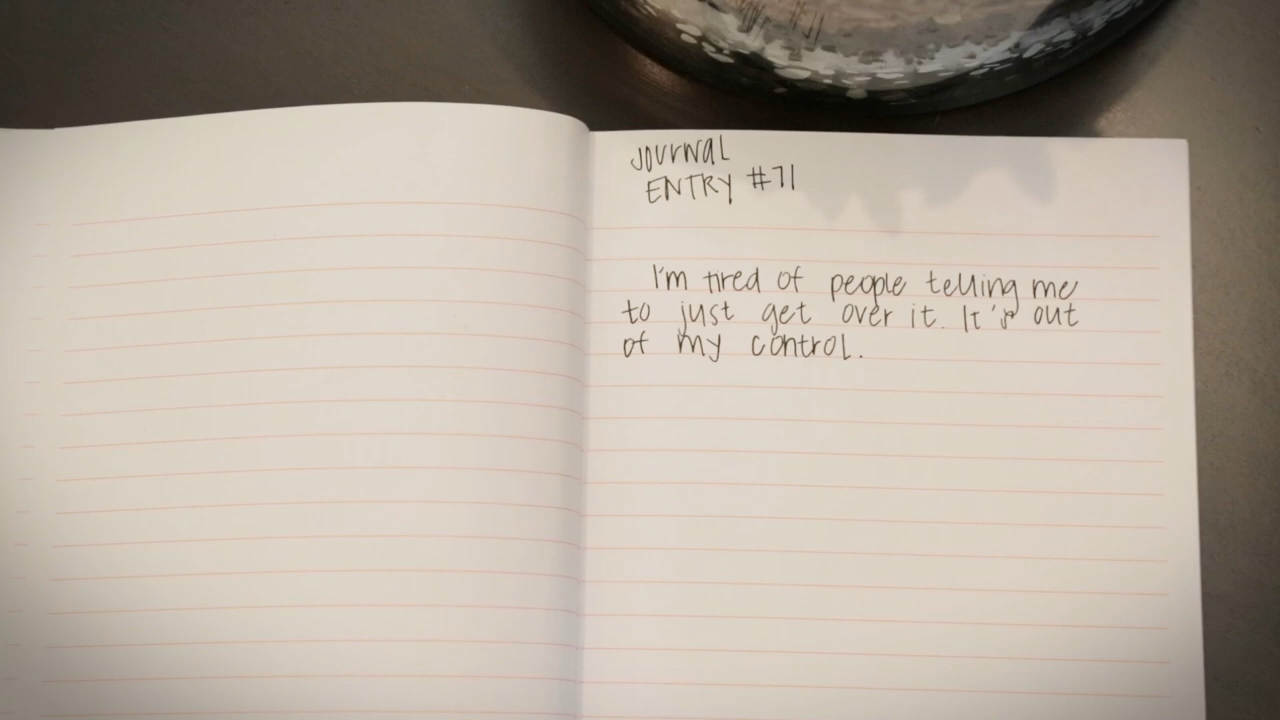 JOURNAL
ENTRY #71
I'm tired of people telling me
to just get over it. It's out
of my control.